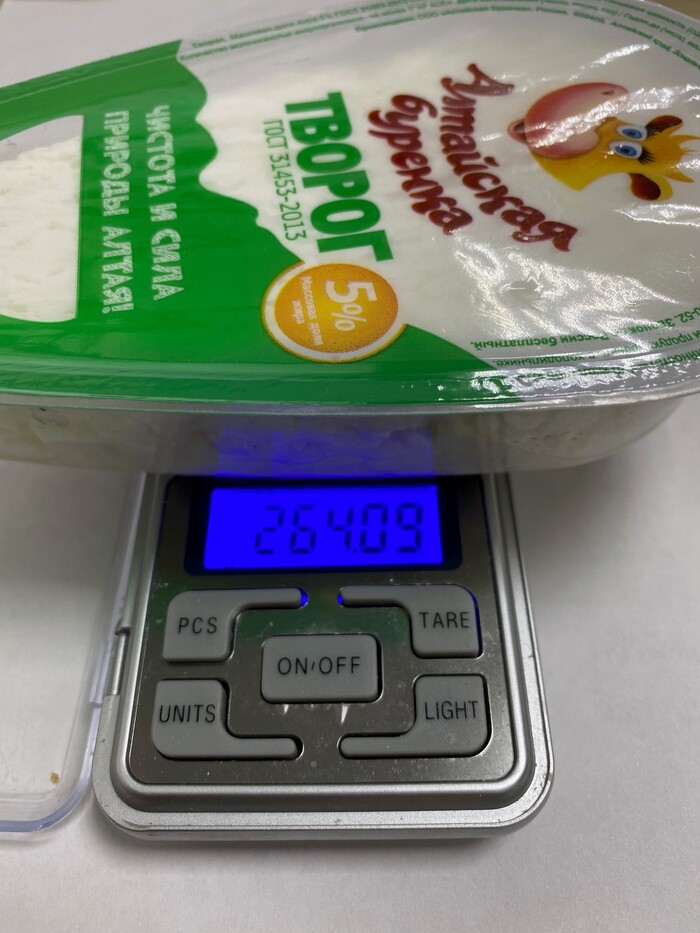 Алтайская
буренка
ТВОРОГ
ГОСТ 31453-2013
5%
Массовая доля
жира
ЧИСТОТА И СИЛА
ПРИРОДЫ АЛТАЯ!
264.09
PCS
TARE
ON/OFF
UNITS
LIGHT